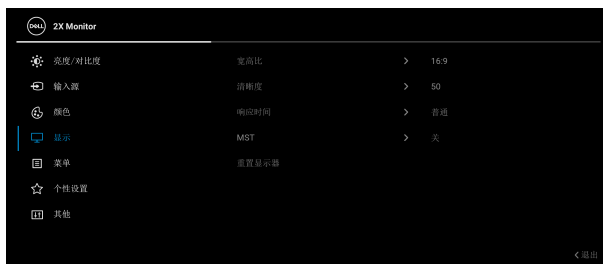 DELL 2X Monitor
亮度/对比度 宽高比 > 16:9
输入源 清晰度 > 50
颜色 响应时间 > 普通
显示 MST > 关
菜单 重置显示器
个性设置
其他
<退出